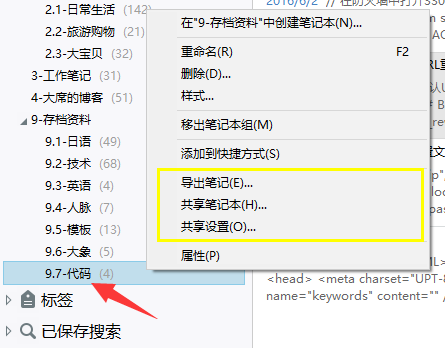 2.1-日常生活 (142)
2.2-旅游购物 (31)
2.3-大宝贝 (32)
3-工作笔记 (31)
4-大席的博客 (51)
9-存档资料
9.1-日语 (49)
9.2-技术 (68)
9.3-英语 (4)
9.4-人脉 (7)
9.5-模板 (13)
9.6-大象 (5)
9.7-代码 (4)
标签
已保存搜索
在"9-存档资料"中创建笔记本(N)...
重命名(R) F2
删除(D)...
样式...
移出笔记本组(M)
添加到快捷方式(S)
导出笔记(E)...
共享笔记本(H)...
共享设置(O)...
属性(P)
<head> <meta charset="UPT-8
name="keywords" content="" /